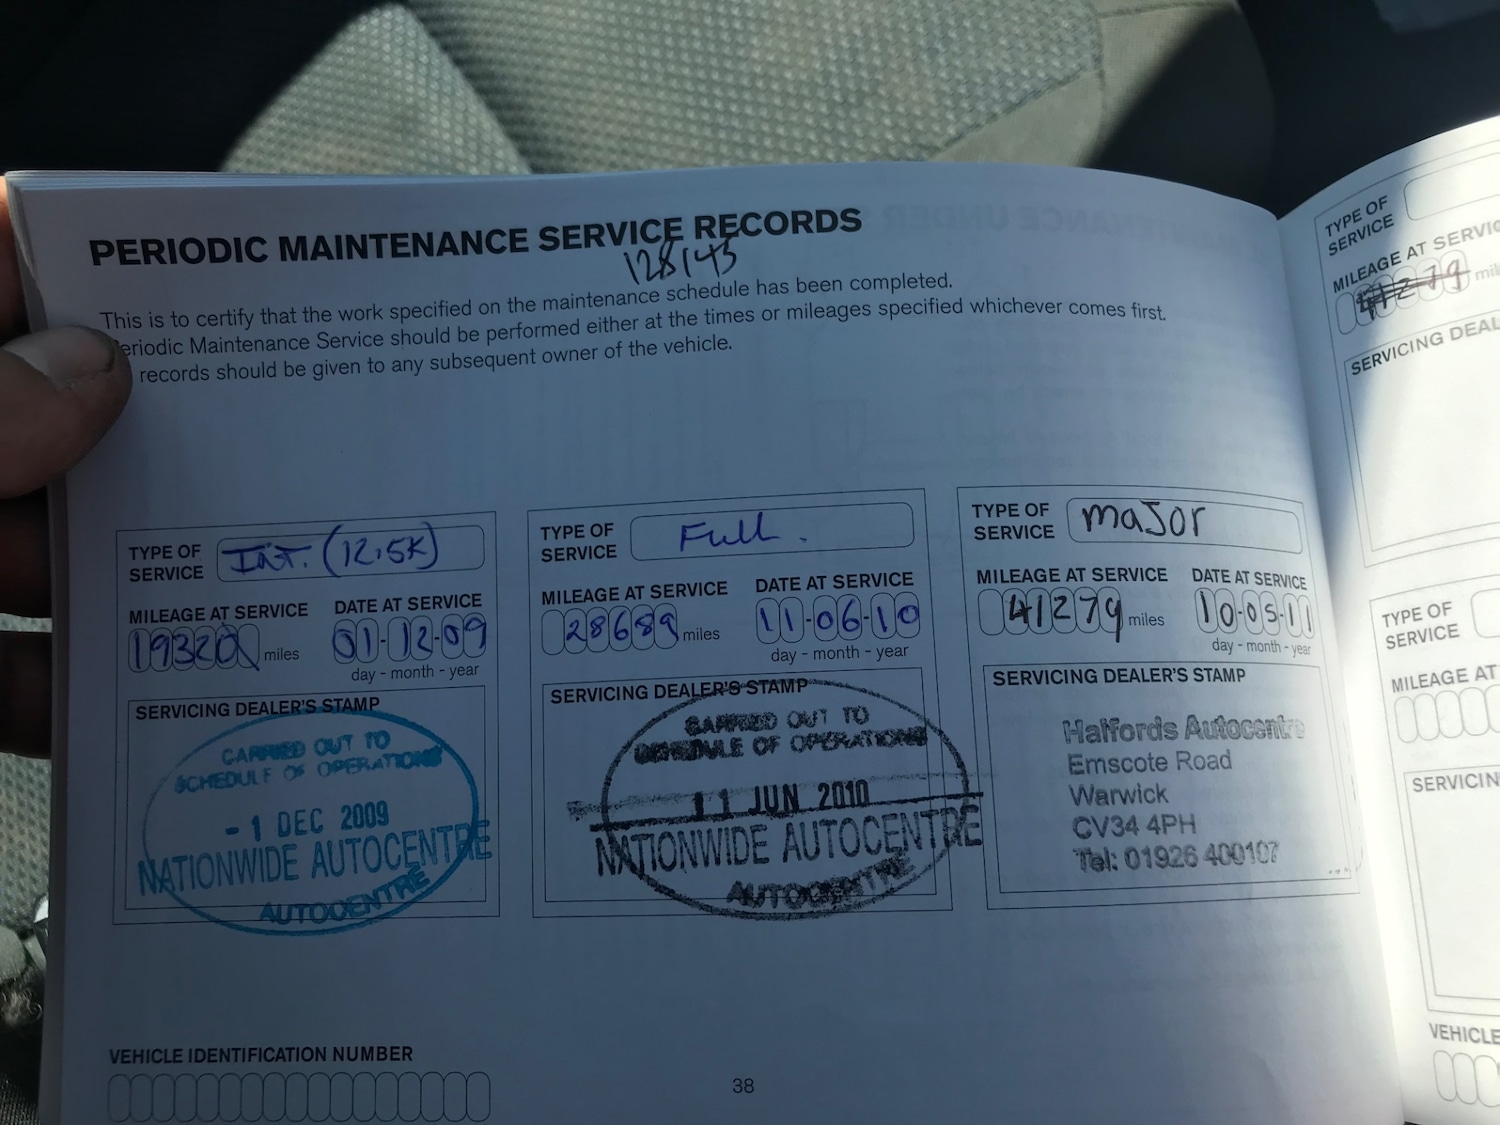 PERIODIC MAINTENANCE SERVICE RECORDS
128145
This is to certify that the work specified on the maintenance schedule has been completed.
Periodic Maintenance Service should be performed either at the times or mileages specified whichever comes first.
records should be given to any subsequent owner of the vehicle.
TYPE OF
SERVICE
INT. (12.5K)
MILEAGE AT SERVICE
DATE AT SERVICE
19320 miles
01-12-09
day - month - year
SERVICING DEALER'S STAMP
CARRIED OUT TO
SCHEDULE OF OPERATIONS
- 1 DEC 2009
NATIONWIDE AUTOCENTRE
AUTOCENTRE
TYPE OF
SERVICE
Full.
MILEAGE AT SERVICE
DATE AT SERVICE
28689 miles
11-06-10
day - month - year
SERVICING DEALER'S STAMP
CARRIED OUT TO
SCHEDULE OF OPERATIONS
11 JUN 2010
NATIONWIDE AUTOCENTRE
AUTOCENTRE
TYPE OF
SERVICE
major
MILEAGE AT SERVICE
DATE AT SERVICE
41279 miles
10-05-11
day - month - year
SERVICING DEALER'S STAMP
Halfords Autocentre
Emscote Road
Warwick
CV34 4PH
Tel: 01926 400107
VEHICLE IDENTIFICATION NUMBER
38
TYPE OF
SERVICE
MILEAGE AT SERVIC
41279 mil
SERVICING DEAL
TYPE OF
SERVICE
MILEAGE AT
SERVICIN
VEHICLE